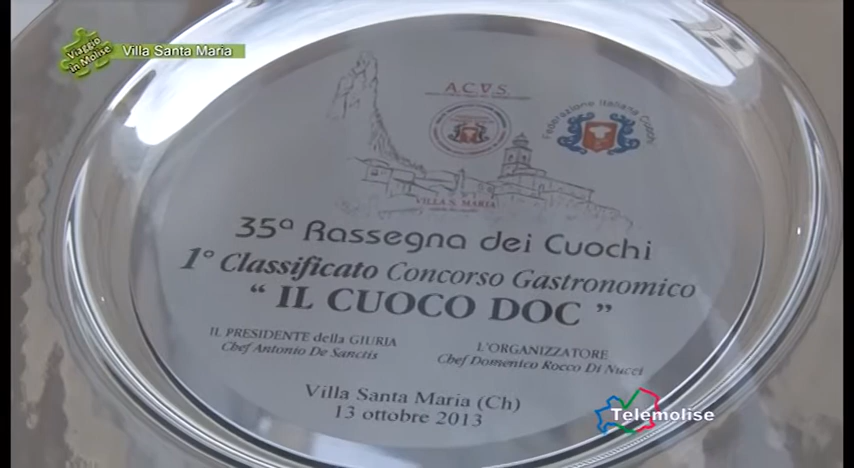 Viaggio
in Molise
Villa Santa Maria
A.C.V.S.
Federazione Italiana Cuochi
VILLA S. MARIA
35ª Rassegna dei Cuochi
1° Classificato Concorso Gastronomico
“ IL CUOCO DOC ”
IL PRESIDENTE della GIURIA
Chef Antonio De Sanctis
L'ORGANIZZATORE
Chef Domenico Rocco Di Nucci
Villa Santa Maria (Ch)
13 ottobre 2013
Telemolise